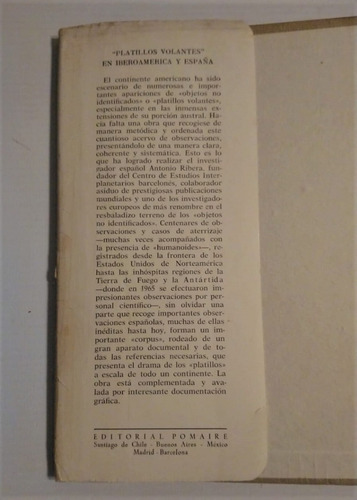 "PLATILLOS VOLANTES"
EN IBEROAMERICA Y ESPAÑA
El continente americano ha sido
escenario de numerosas e impor-
tantes apariciones de «objetos no
identificados» o «platillos volantes»,
especialmente en las inmensas ex-
tensiones de su porción austral. Ha-
cía falta una obra que recogiese de
manera metódica y ordenada este
cuantioso acervo de observaciones,
presentándolo de una manera clara,
coherente y sistemática. Esto es lo
que ha logrado realizar el investi-
gador español Antonio Ribera, fun-
dador del Centro de Estudios Inter-
planetarios barcelonés, colaborador
asiduo de prestigiosas publicaciones
mundiales y uno de los investigado-
res europeos de más renombre en el
resbaladizo terreno de los «objetos
no identificados». Centenares de ob-
servaciones y casos de aterrizaje
—muchas veces acompañados con
la presencia de «humanoides»—, re-
gistrados desde la frontera de los
Estados Unidos de Norteamérica
hasta las inhóspitas regiones de la
Tierra de Fuego y la Antártida
—donde en 1965 se efectuaron im-
presionantes observaciones por per-
sonal científico—, sin olvidar una
parte que recoge importantes obser-
vaciones españolas, muchas de ellas
inéditas hasta hoy, forman un im-
portante «corpus», rodeado de un
gran aparato documental y de to-
das las referencias necesarias, que
presenta el drama de los «platillos»
a escala de todo un continente. La
obra está complementada y ava-
lada por interesante documentación
gráfica.
EDITORIAL POMAIRE
Santiago de Chile - Buenos Aires - México
Madrid - Barcelona